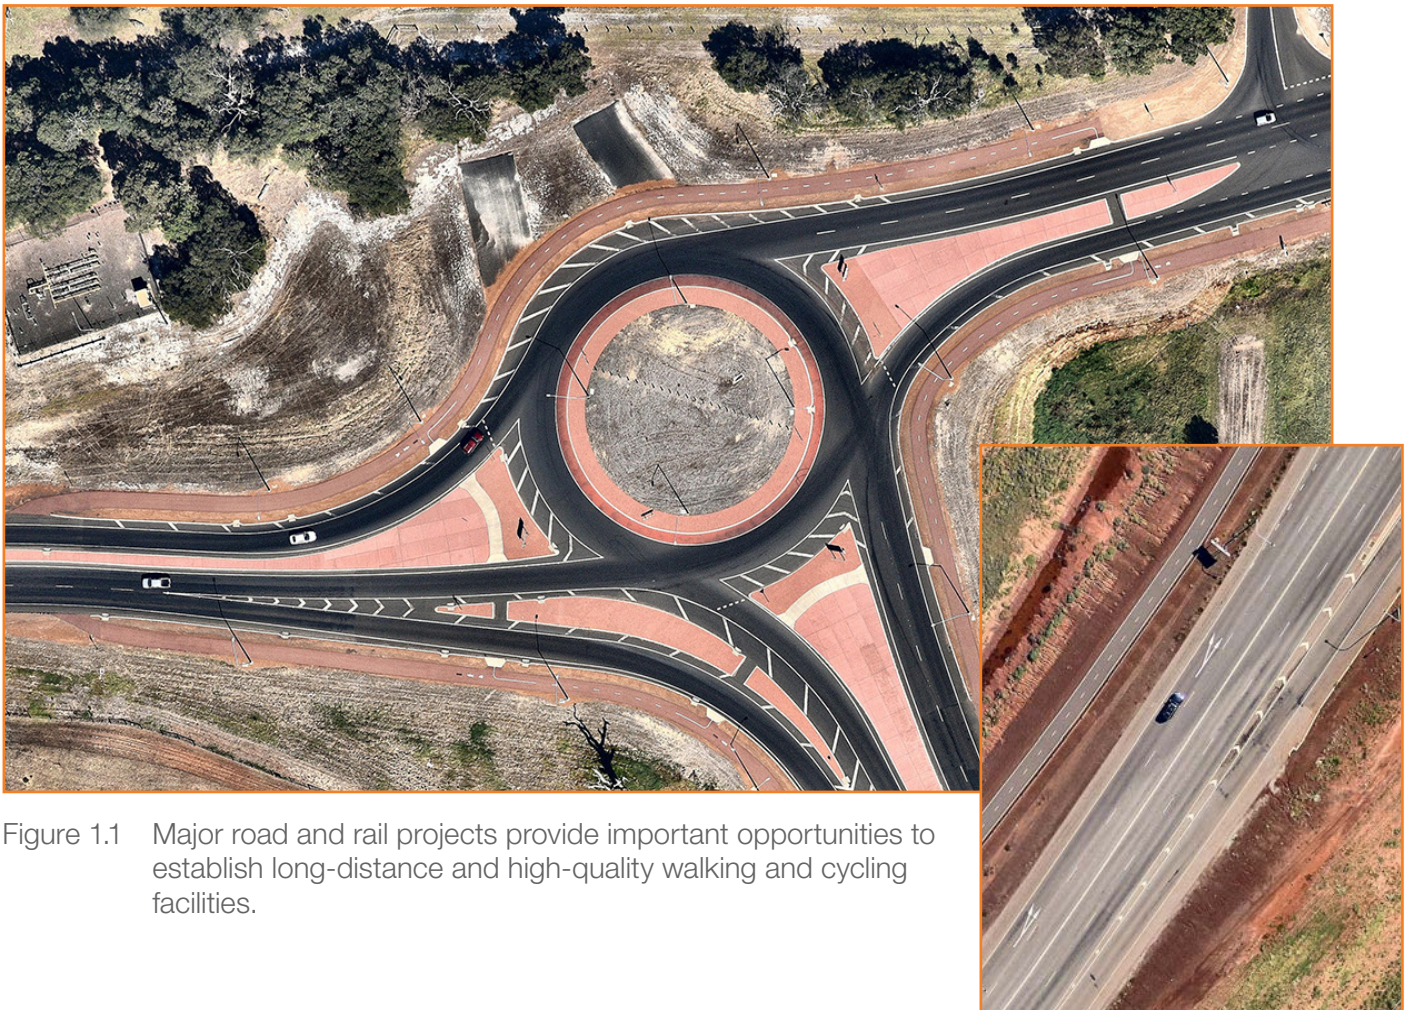 Figure 1.1 Major road and rail projects provide important opportunities to
establish long-distance and high-quality walking and cycling
facilities.